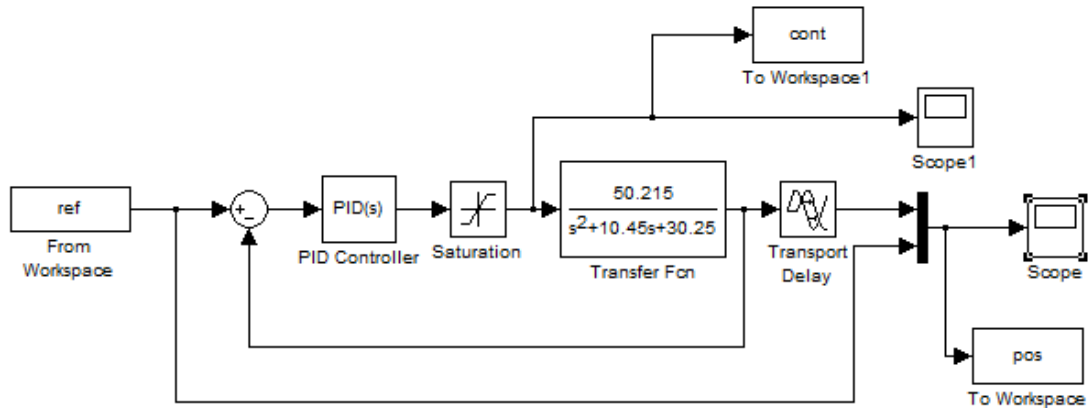 cont
To Workspace1
Scope1
ref
From
Workspace
+
−
PID(s)
PID Controller
Saturation
50.215
s²+10.45s+30.25
Transfer Fcn
Transport
Delay
Scope
pos
To Workspace